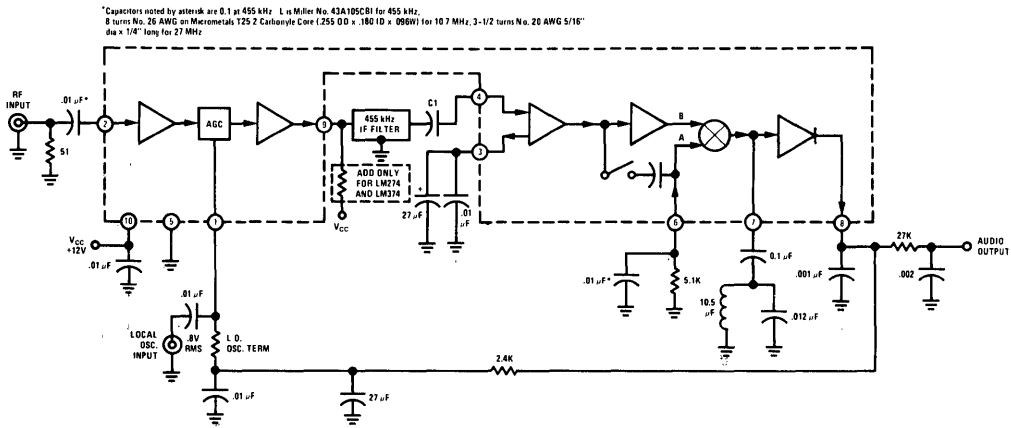 *Capacitors noted by asterisk are 0.1 at 455 kHz  L is Miller No. 43A105CBI for 455 kHz,
8 turns No. 26 AWG on Micrometals T25 2 Carbonyle Core (.255 OD x .180 ID x .096W) for 10 7 MHz, 3-1/2 turns No. 20 AWG 5/16"
dia x 1/4" long for 27 MHz
RF
INPUT
.01 μF*
51
2
AGC
9
455 kHz
IF FILTER
C1
4
3
ADD ONLY
FOR LM274
AND LM374
VCC
27 μF
+
.01
μF
B
A
10
5
1
6
7
8
VCC
+12V
.01 μF
.01 μF*
5.1K
0.1 μF
10.5
μF
.012 μF
.001 μF
27K
.002
AUDIO
OUTPUT
.01 μF
LOCAL
OSC.
INPUT
.8V
RMS
L O.
OSC. TERM
.01 μF
27 μF
2.4K